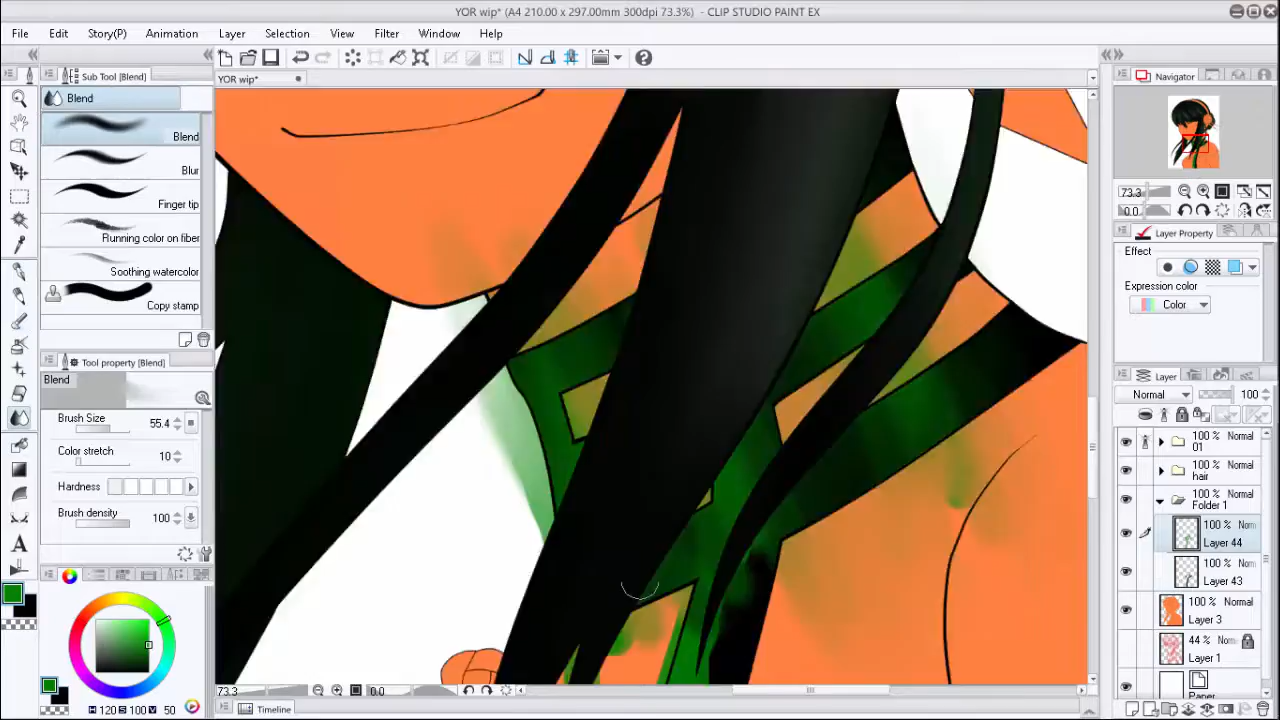 YOR wip* (A4 210.00 x 297.00mm 300dpi 73.3%) - CLIP STUDIO PAINT EX
File Edit Story(P) Animation Layer Selection View Filter Window Help
YOR wip*
Sub Tool [Blend]
Blend
Blend
Blur
Finger tip
Running color on fiber
Soothing watercolor
Copy stamp
Tool property [Blend]
Blend
Brush Size 55.4
Color stretch 10
Hardness
Brush density 100
H 120 S 100 V 50
73.3 0.0
Timeline
Navigator
73.3
0.0
Layer Property
Effect
Expression color
Color
Layer
Normal 100
100 % Normal
01
100 % Normal
hair
100 % Normal
Folder 1
100 % Norm
Layer 44
100 % Norm
Layer 43
100 % Normal
Layer 3
44 % Normal
Layer 1
Paper